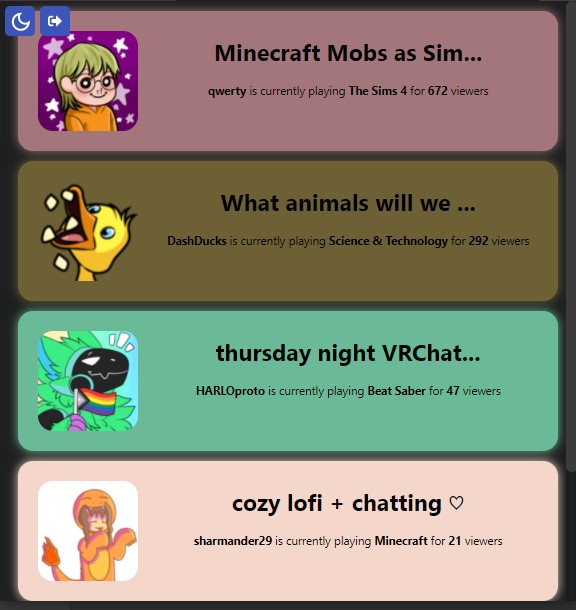 Minecraft Mobs as Sim...
qwerty is currently playing The Sims 4 for 672 viewers
What animals will we ...
DashDucks is currently playing Science & Technology for 292 viewers
thursday night VRChat...
HARLOproto is currently playing Beat Saber for 47 viewers
cozy lofi + chatting ♡
sharmander29 is currently playing Minecraft for 21 viewers